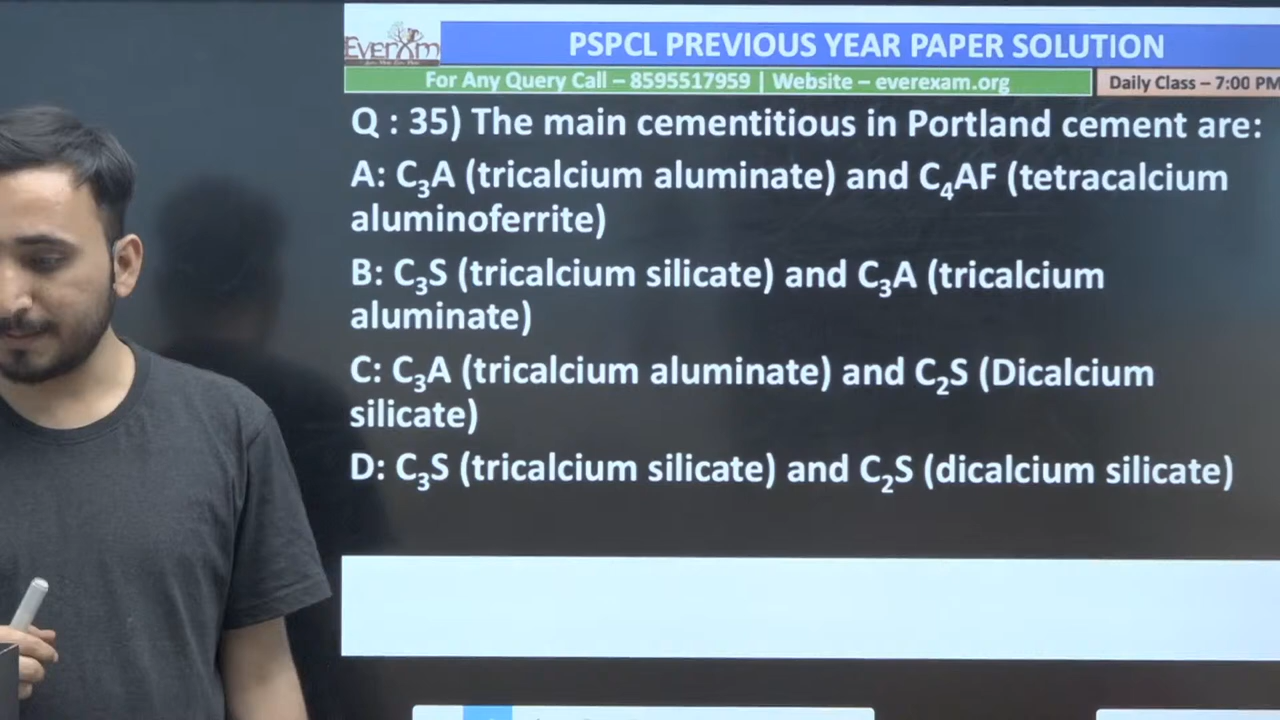 EverExam
PSPCL PREVIOUS YEAR PAPER SOLUTION
For Any Query Call – 8595517959 | Website – everexam.org
Daily Class – 7:00 PM
Q : 35) The main cementitious in Portland cement are:
A: C₃A (tricalcium aluminate) and C₄AF (tetracalcium
aluminoferrite)
B: C₃S (tricalcium silicate) and C₃A (tricalcium
aluminate)
C: C₃A (tricalcium aluminate) and C₂S (Dicalcium
silicate)
D: C₃S (tricalcium silicate) and C₂S (dicalcium silicate)